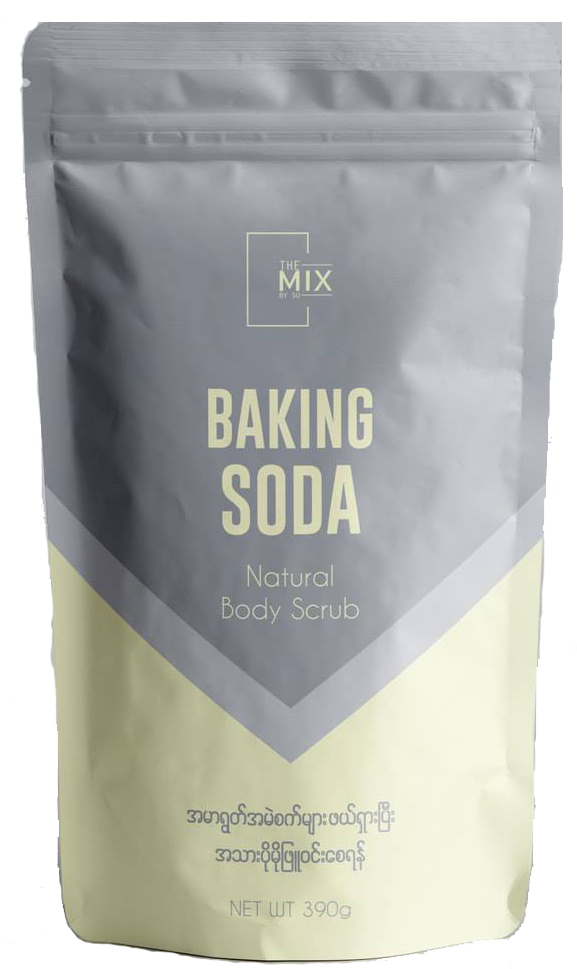 THE
MIX
BY SU
BAKING
SODA
Natural
Body Scrub
အမာရွတ်အမဲစက်များဖယ်ရှားပြီး
အသားပိုမိုဖြူဝင်းစေရန်
NET WT 390g